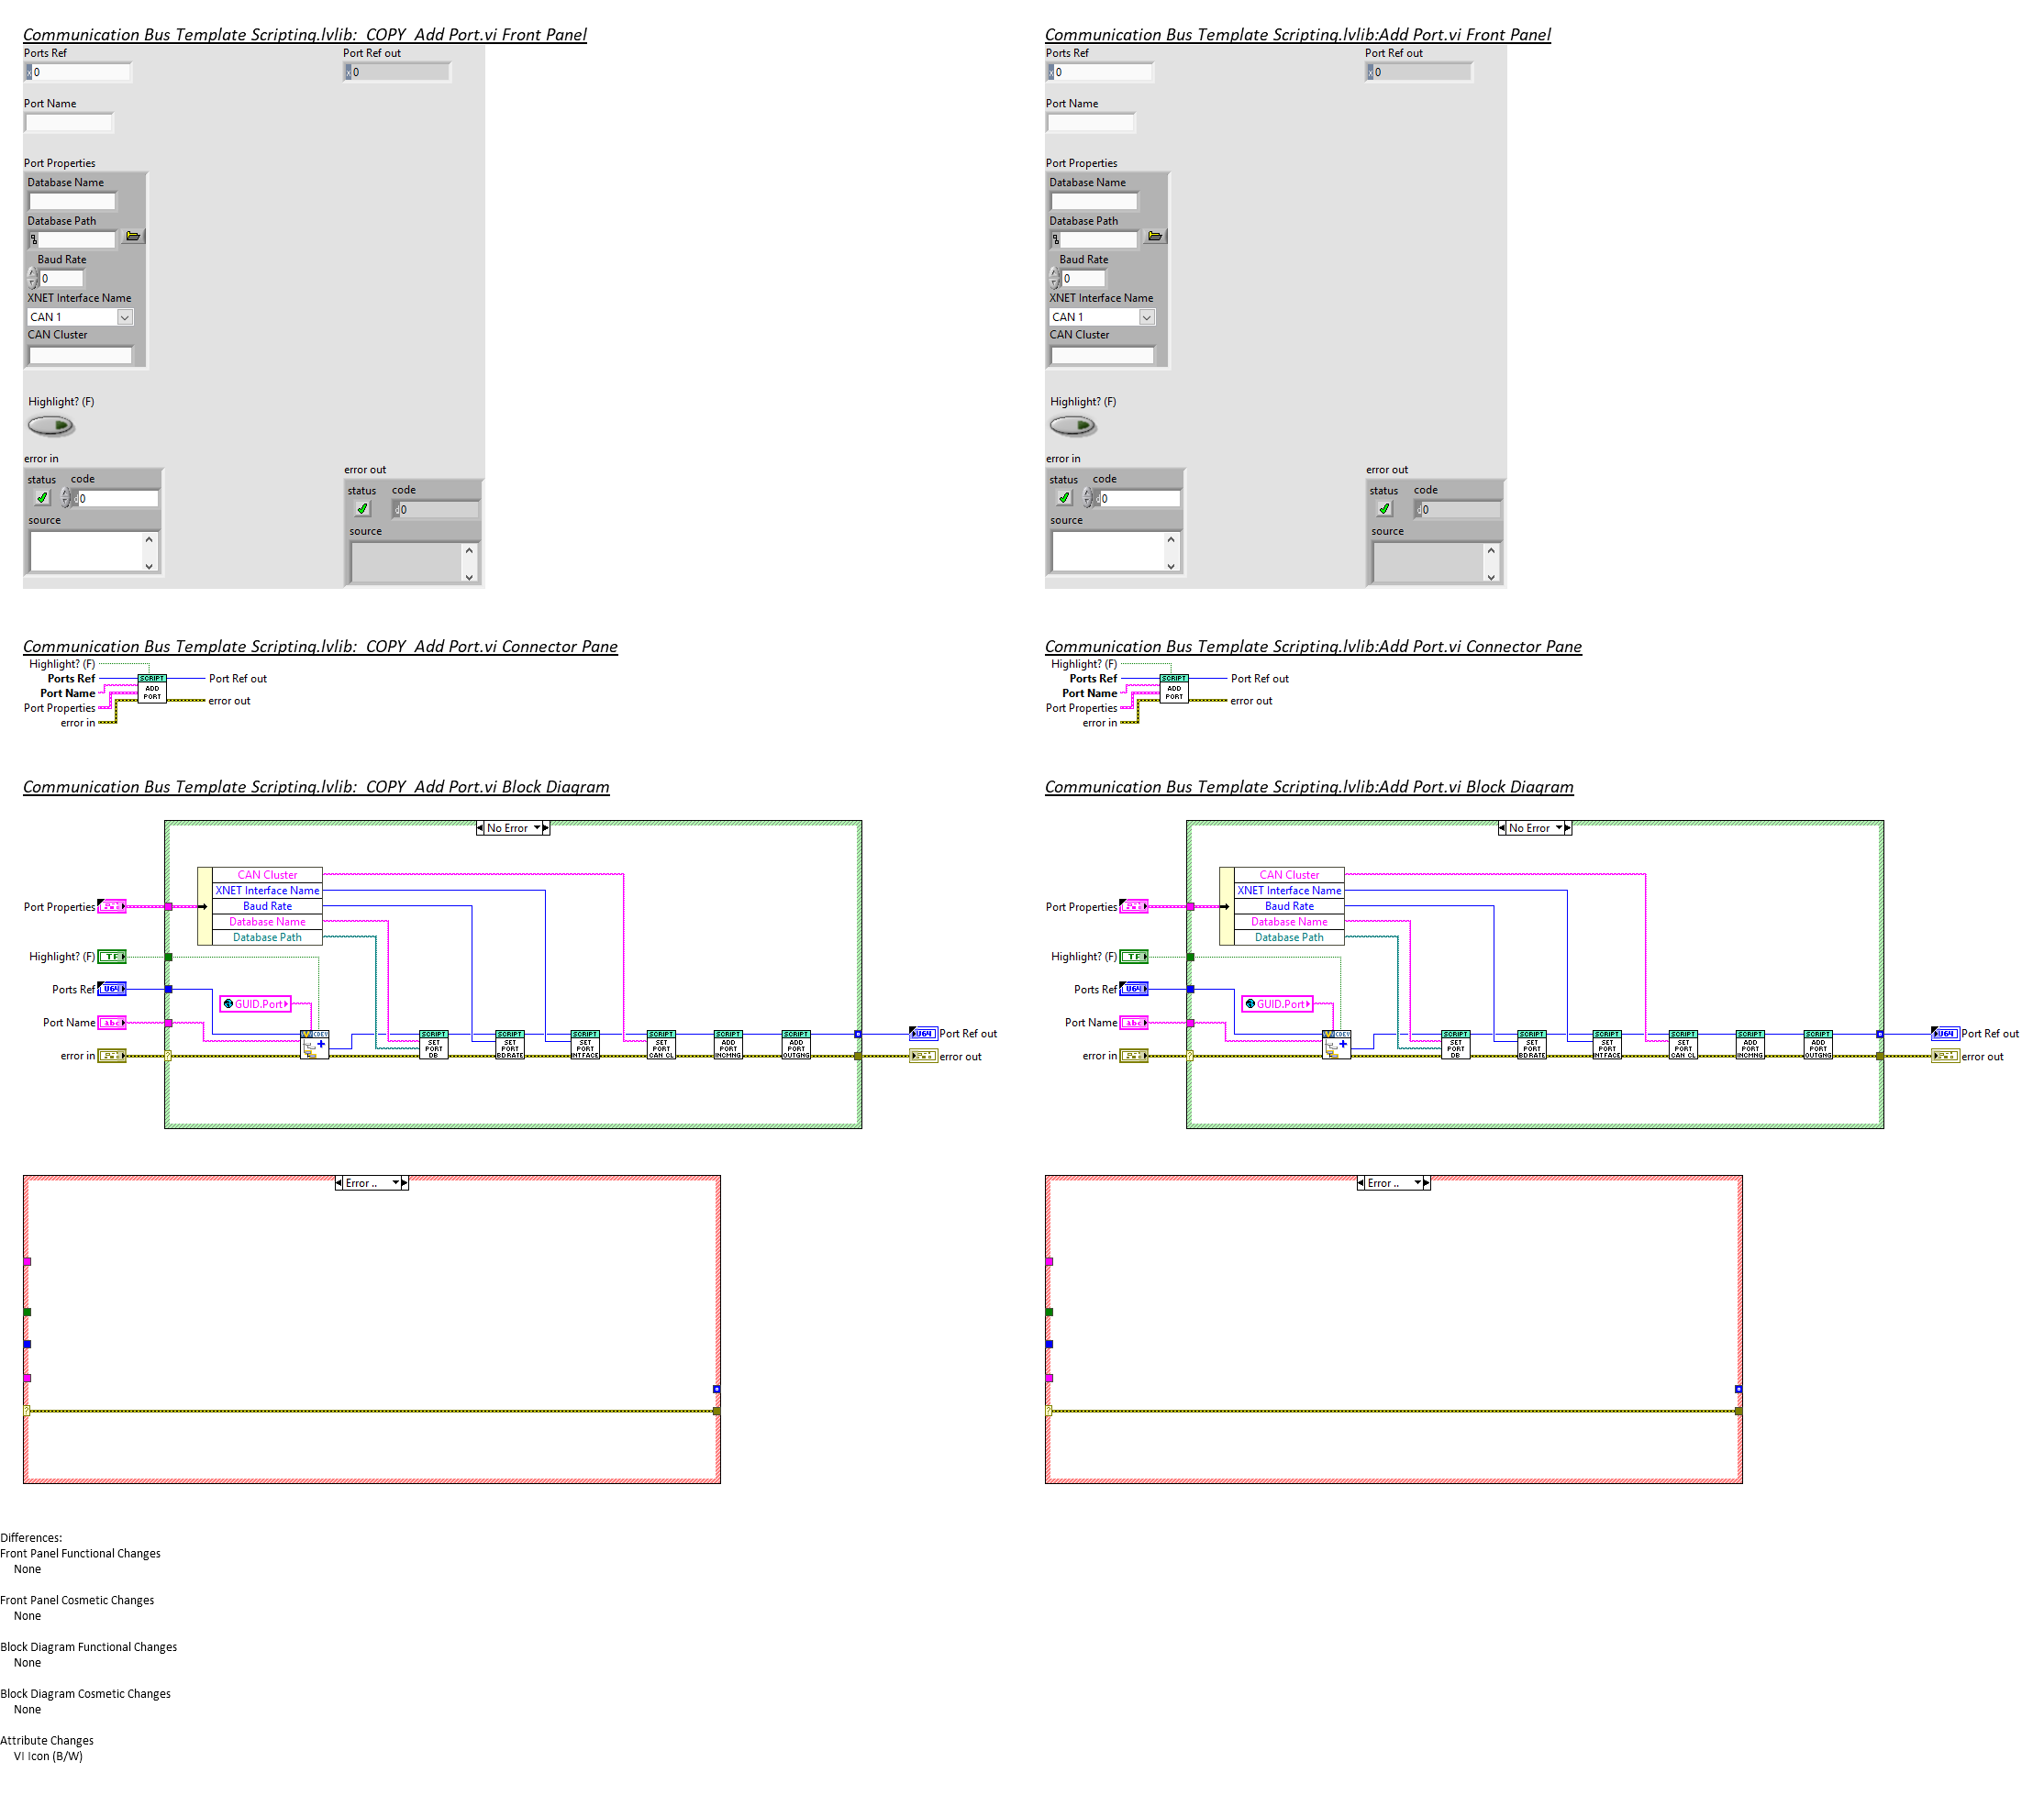 Communication Bus Template Scripting.lvlib:_COPY_Add Port.vi Front Panel
Ports Ref
Port Ref out
x 0
x 0
Port Name
Port Properties
Database Name
Database Path
Baud Rate
0
XNET Interface Name
CAN 1
CAN Cluster
Highlight? (F)
error in
status code
d 0
source
error out
status code
d 0
source
Communication Bus Template Scripting.lvlib:Add Port.vi Front Panel
Ports Ref
Port Ref out
x 0
x 0
Port Name
Port Properties
Database Name
Database Path
Baud Rate
0
XNET Interface Name
CAN 1
CAN Cluster
Highlight? (F)
error in
status code
d 0
source
error out
status code
d 0
source
Communication Bus Template Scripting.lvlib:_COPY_Add Port.vi Connector Pane
Highlight? (F)
Ports Ref
Port Name
Port Properties
error in
SCRIPT
ADD
PORT
Port Ref out
error out
Communication Bus Template Scripting.lvlib:Add Port.vi Connector Pane
Highlight? (F)
Ports Ref
Port Name
Port Properties
error in
SCRIPT
ADD
PORT
Port Ref out
error out
Communication Bus Template Scripting.lvlib:_COPY_Add Port.vi Block Diagram
No Error
CAN Cluster
XNET Interface Name
Baud Rate
Database Name
Database Path
Port Properties
Highlight? (F)
TF
Ports Ref
U64
GUID.Port
Port Name
abc
error in
SCRIPT
SET
PORT
DB
SCRIPT
SET
PORT
BDRATE
SCRIPT
SET
PORT
INTFACE
SCRIPT
SET
PORT
CAN CL
SCRIPT
ADD
PORT
INCMNG
SCRIPT
ADD
PORT
OUTGNG
U64
Port Ref out
error out
Error ..
Communication Bus Template Scripting.lvlib:Add Port.vi Block Diagram
No Error
CAN Cluster
XNET Interface Name
Baud Rate
Database Name
Database Path
Port Properties
Highlight? (F)
TF
Ports Ref
U64
GUID.Port
Port Name
abc
error in
SCRIPT
SET
PORT
DB
SCRIPT
SET
PORT
BDRATE
SCRIPT
SET
PORT
INTFACE
SCRIPT
SET
PORT
CAN CL
SCRIPT
ADD
PORT
INCMNG
SCRIPT
ADD
PORT
OUTGNG
U64
Port Ref out
error out
Error ..
Differences:
Front Panel Functional Changes
None
Front Panel Cosmetic Changes
None
Block Diagram Functional Changes
None
Block Diagram Cosmetic Changes
None
Attribute Changes
VI Icon (B/W)